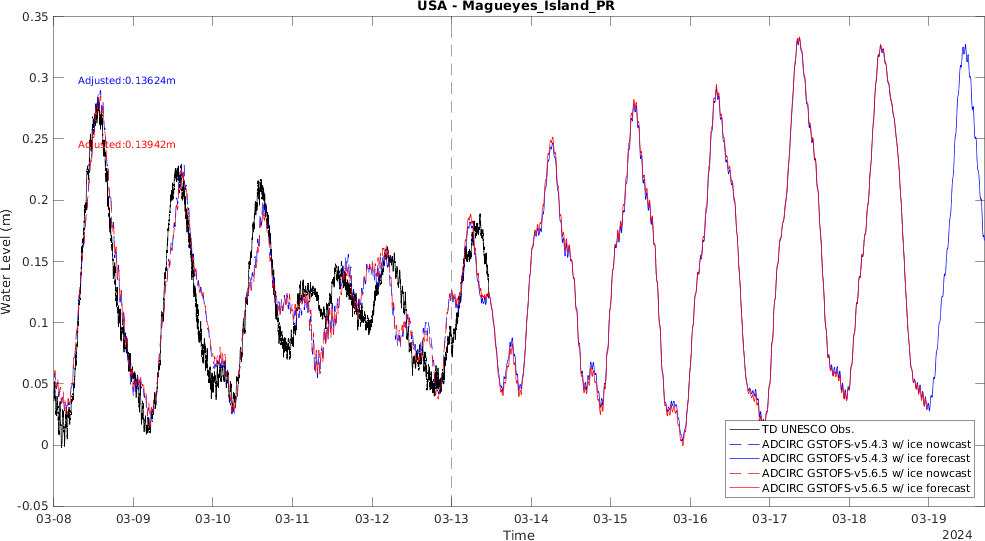 USA - Magueyes_Island_PR
0.35
0.3
0.25
0.2
0.15
0.1
0.05
0
-0.05
Water Level (m)
Adjusted:0.13624m
Adjusted:0.13942m
TD UNESCO Obs.
ADCIRC GSTOFS-v5.4.3 w/ ice nowcast
ADCIRC GSTOFS-v5.4.3 w/ ice forecast
ADCIRC GSTOFS-v5.6.5 w/ ice nowcast
ADCIRC GSTOFS-v5.6.5 w/ ice forecast
03-08 03-09 03-10 03-11 03-12 03-13 03-14 03-15 03-16 03-17 03-18 03-19
Time
2024